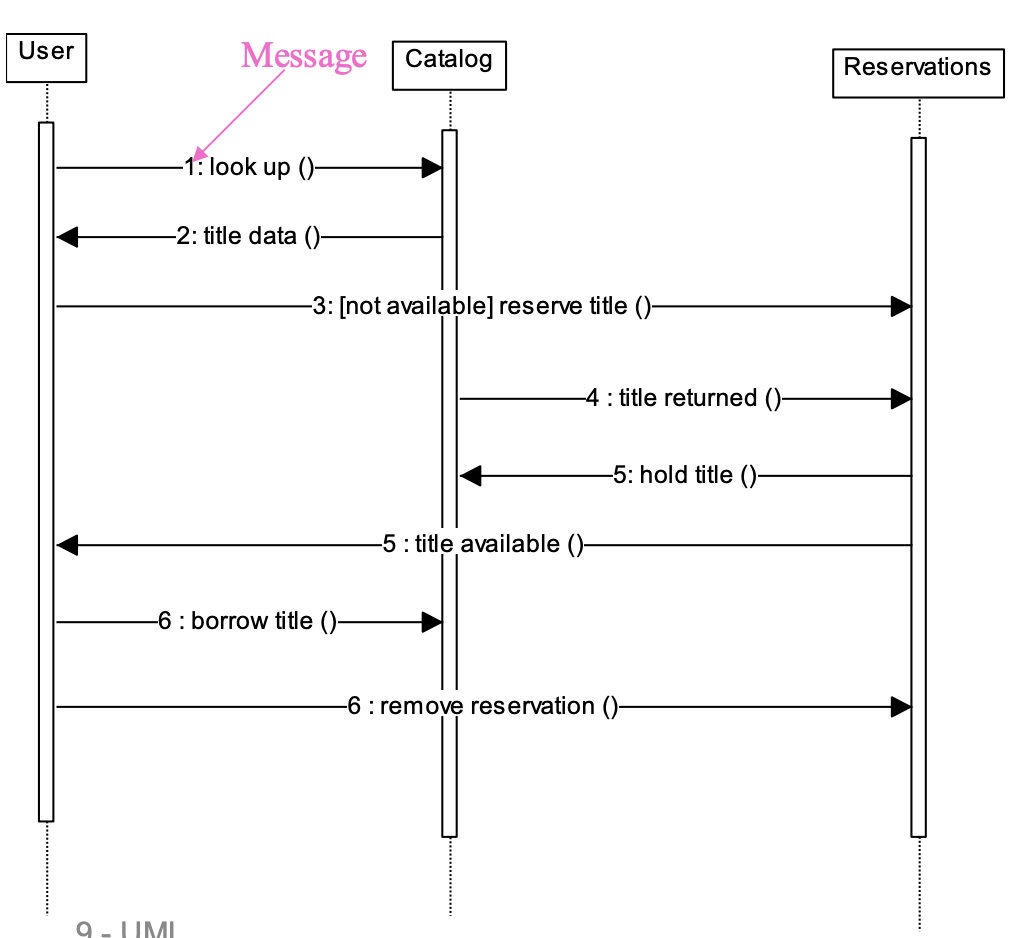 User
Message
Catalog
Reservations
1: look up ()
2: title data ()
3: [not available] reserve title ()
4 : title returned ()
5: hold title ()
5 : title available ()
6 : borrow title ()
6 : remove reservation ()
9 - UML